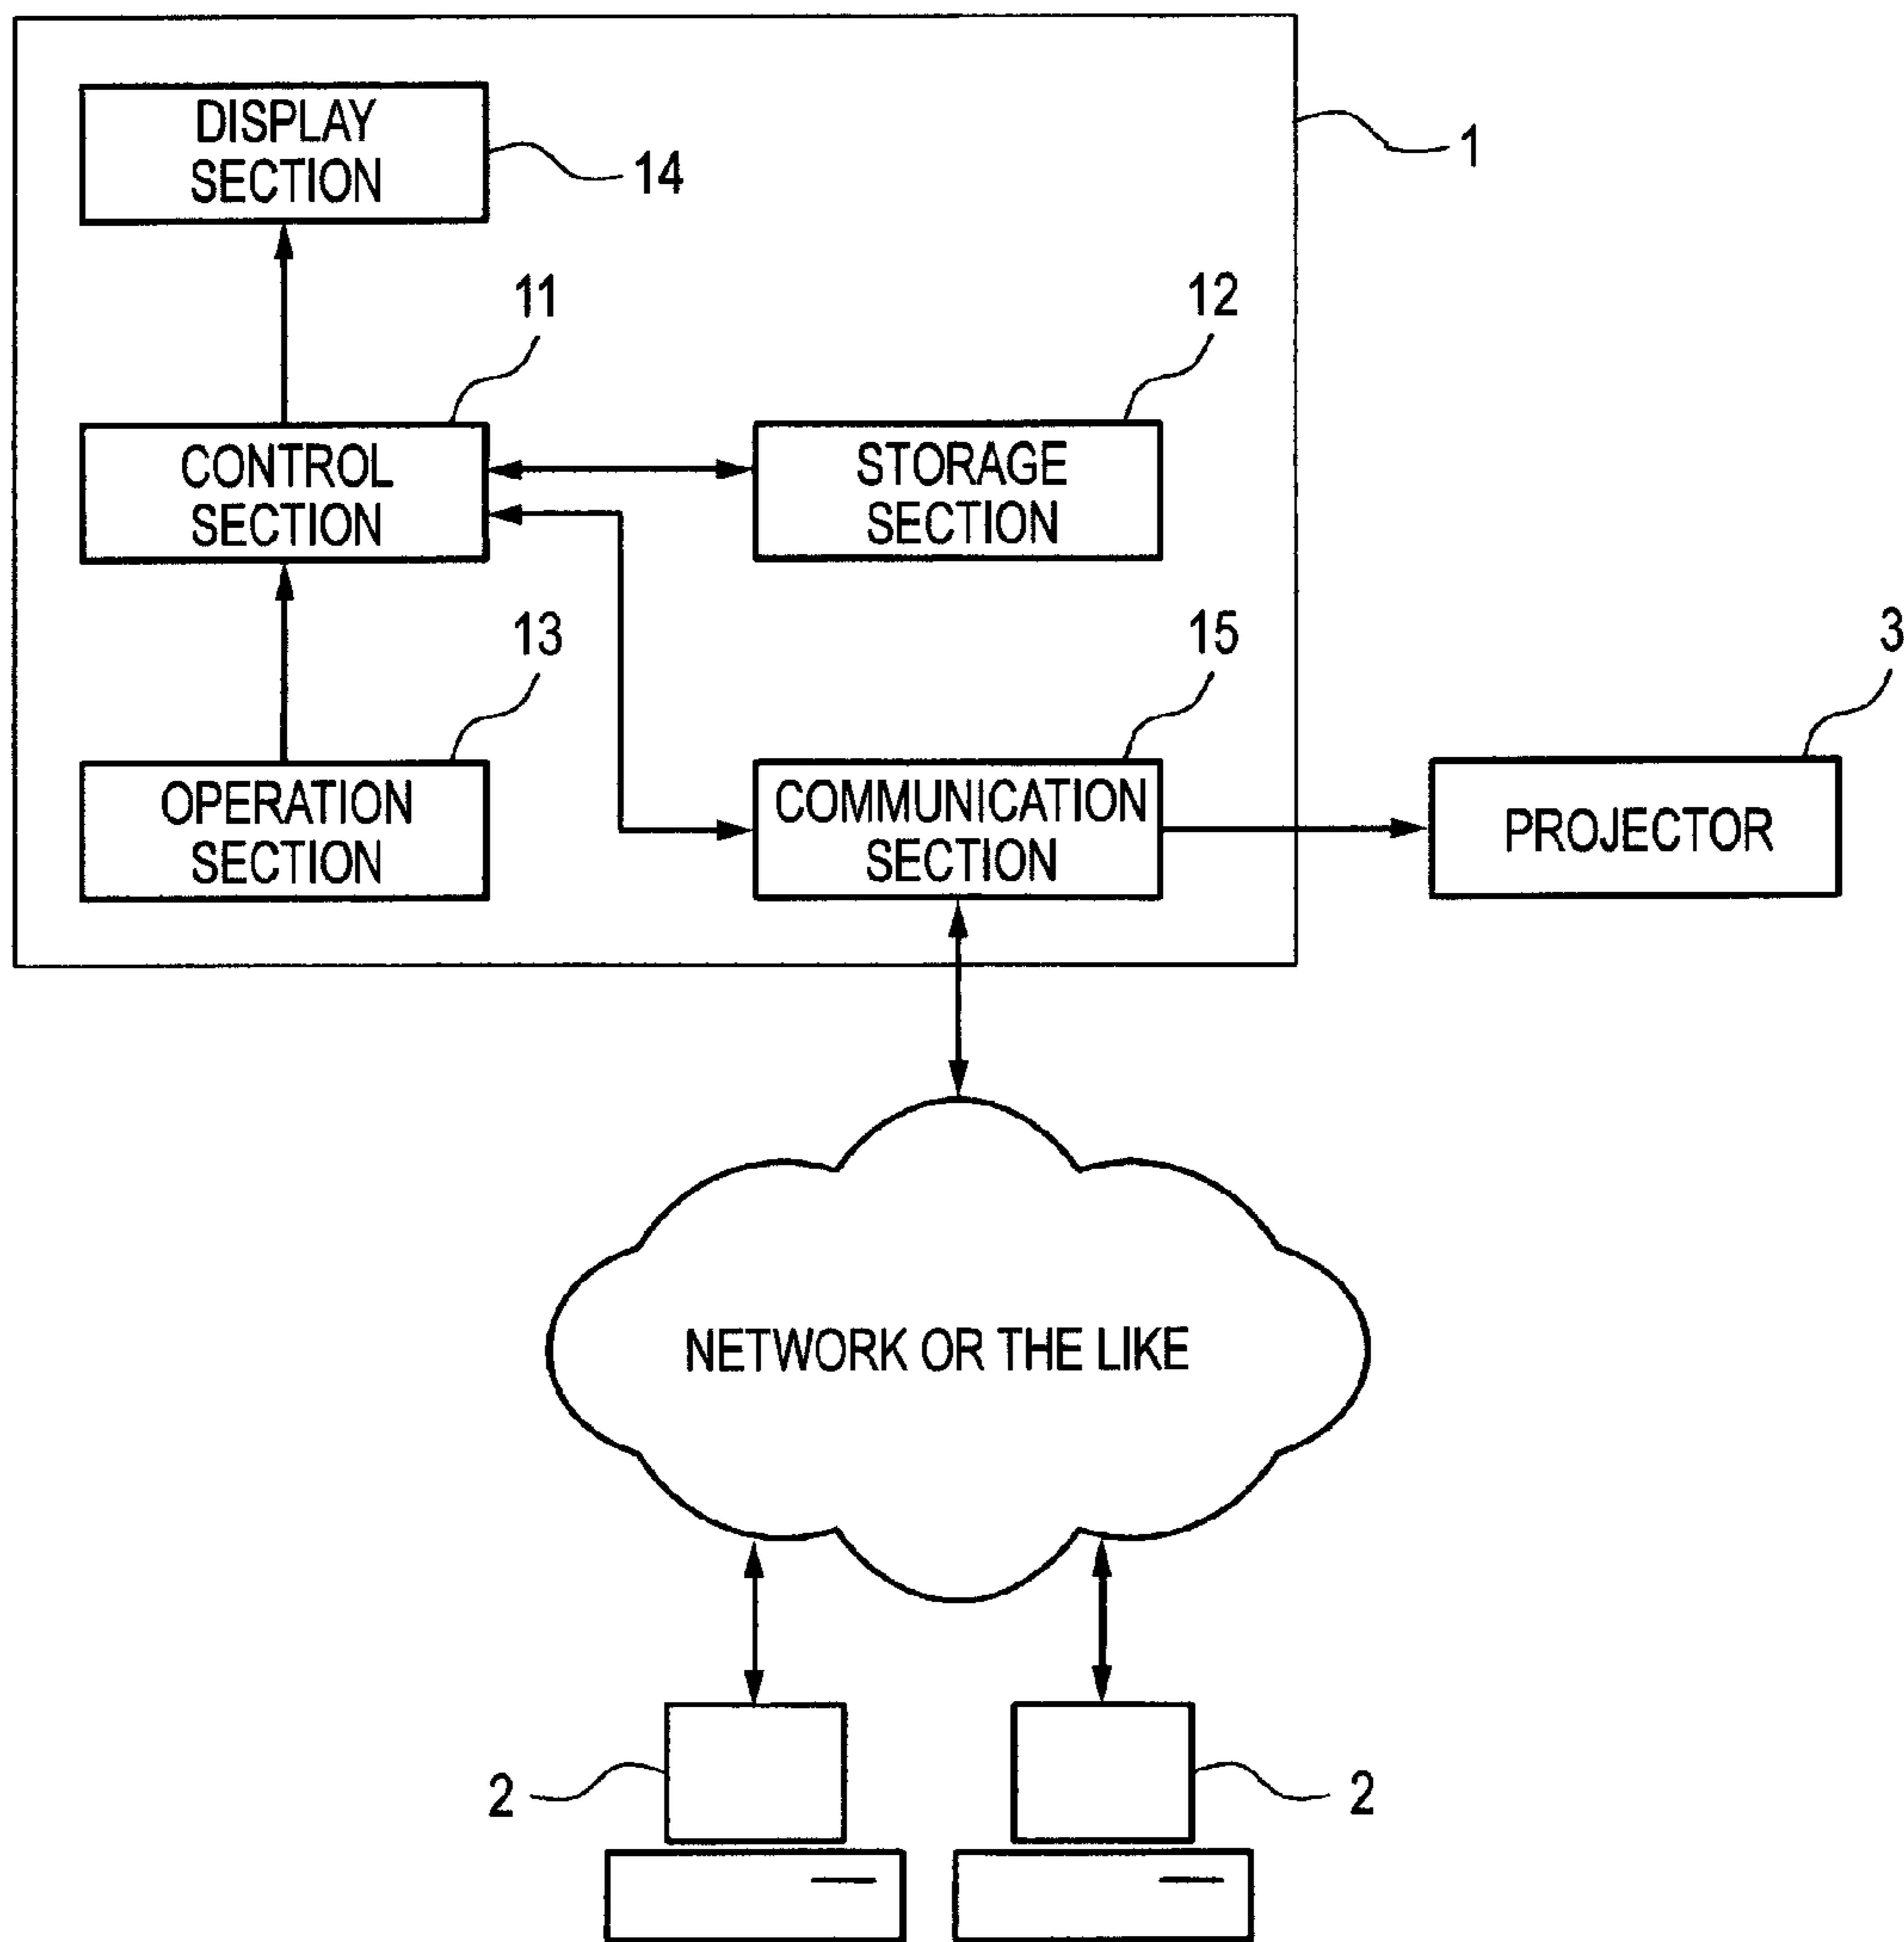 DISPLAY
SECTION
14
1
11
12
CONTROL
SECTION
STORAGE
SECTION
13
15
3
OPERATION
SECTION
COMMUNICATION
SECTION
PROJECTOR
NETWORK OR THE LIKE
2
2